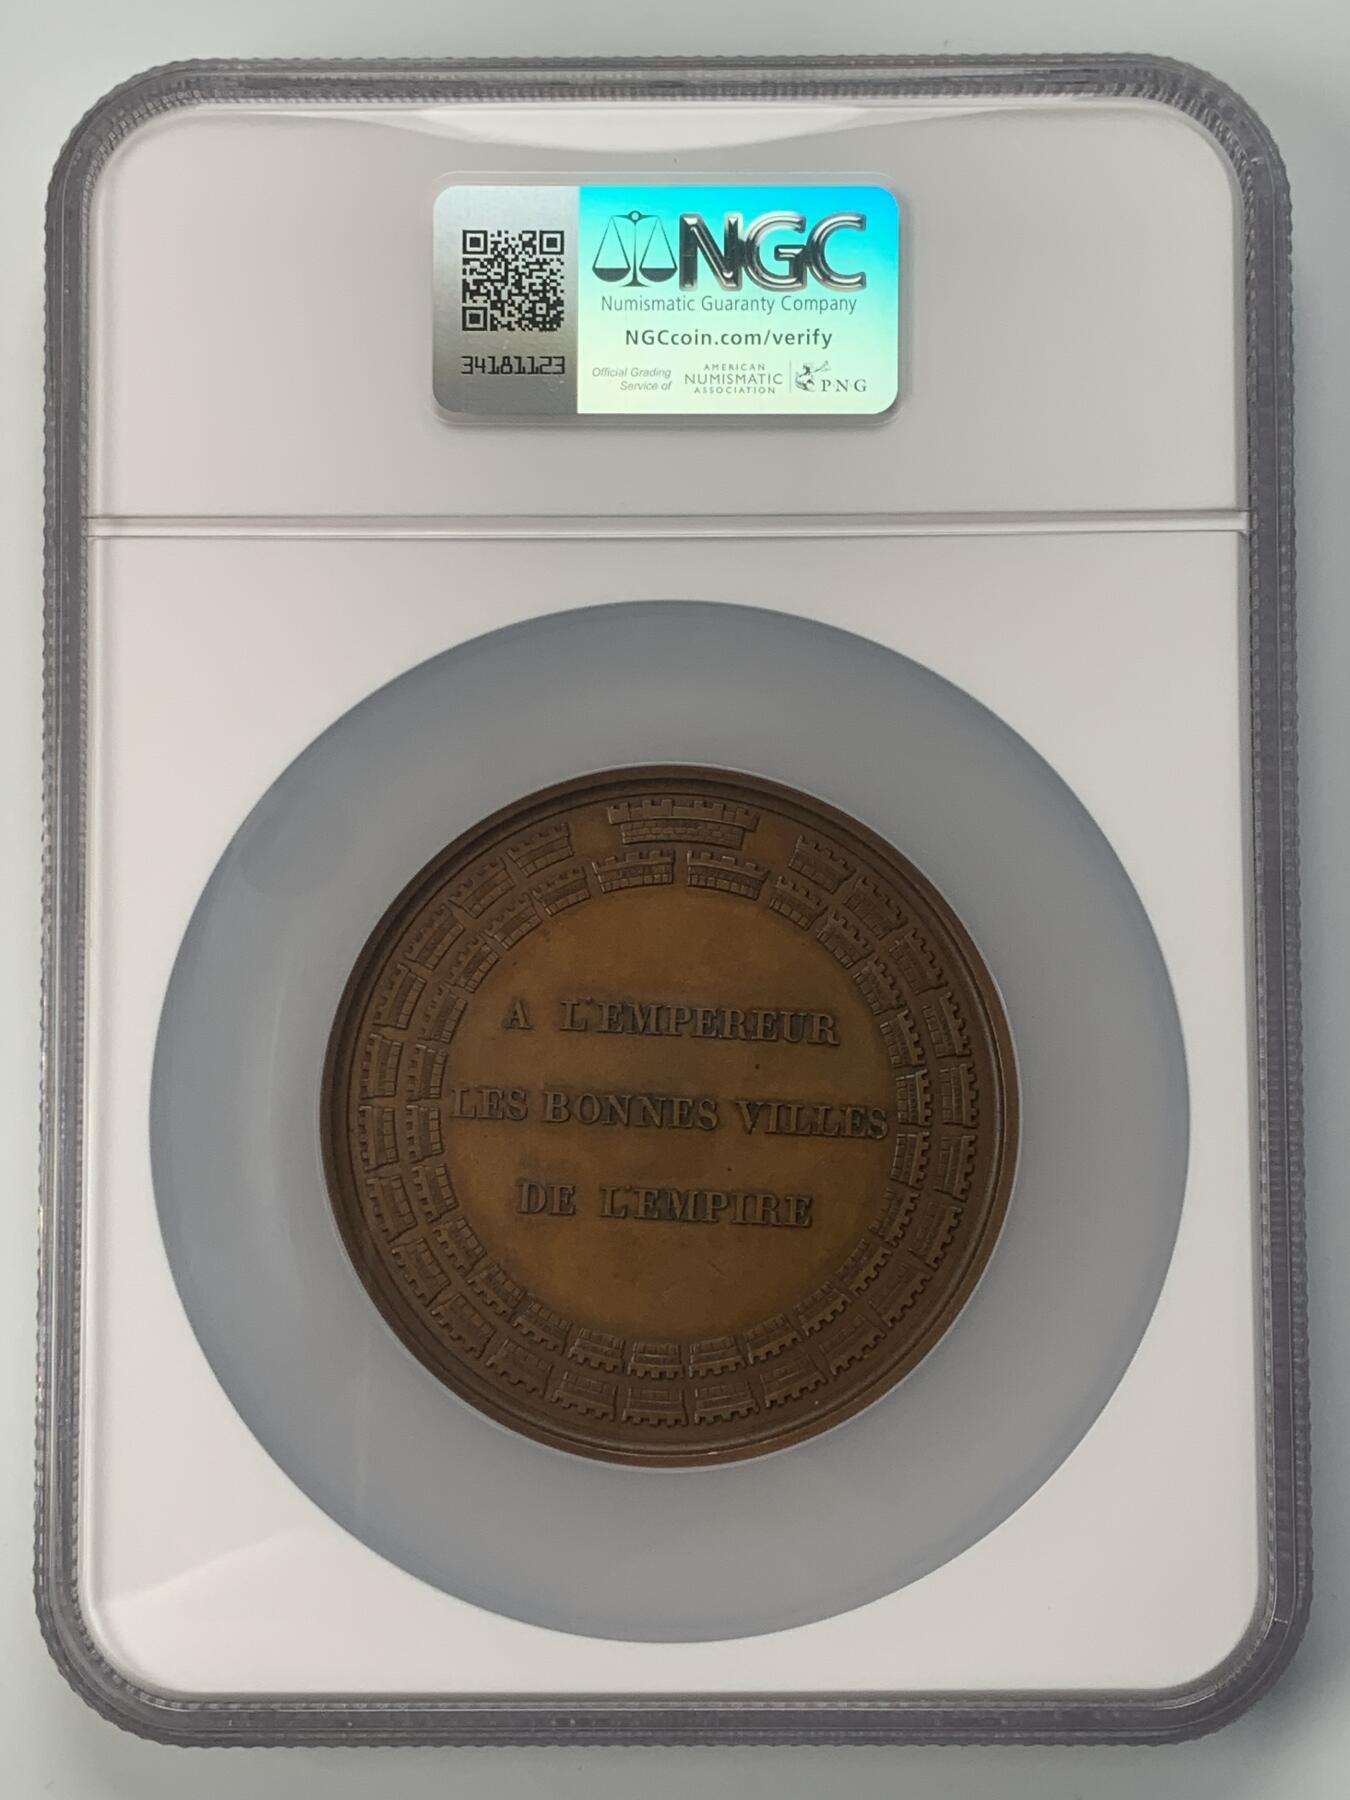 NGC
Numismatic Guaranty Company
NGCcoin.com/verify
34181123
Official Grading
Service of
AMERICAN
NUMISMATIC
ASSOCIATION
PNG
A L'EMPEREUR
LES BONNES VILLES
DE L'EMPIRE